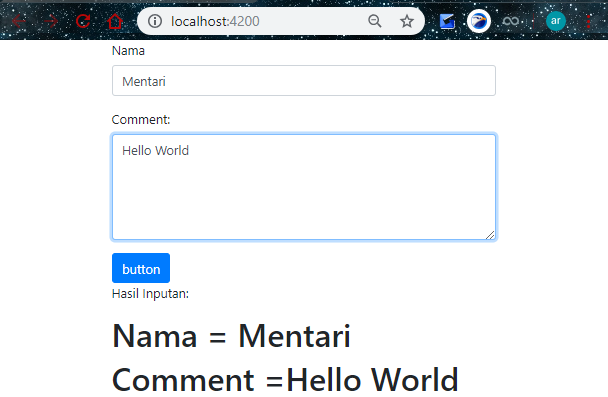 localhost:4200
ar
Nama
Mentari
Comment:
Hello World
button
Hasil Inputan:
Nama = Mentari
Comment =Hello World